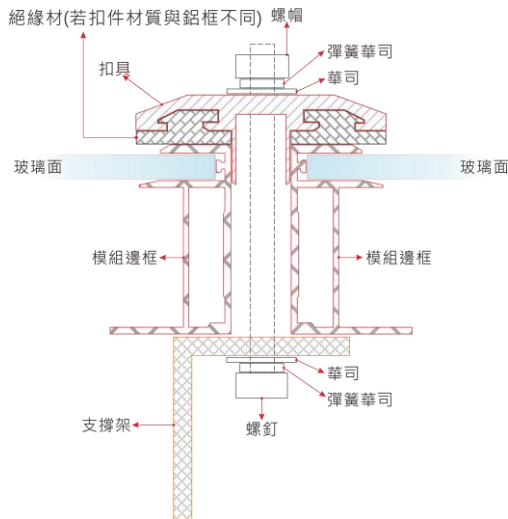 絕緣材(若扣件材質與鋁框不同)
螺帽
彈簧華司
扣具
華司
玻璃面
玻璃面
模組邊框
模組邊框
華司
彈簧華司
支撐架
螺釘